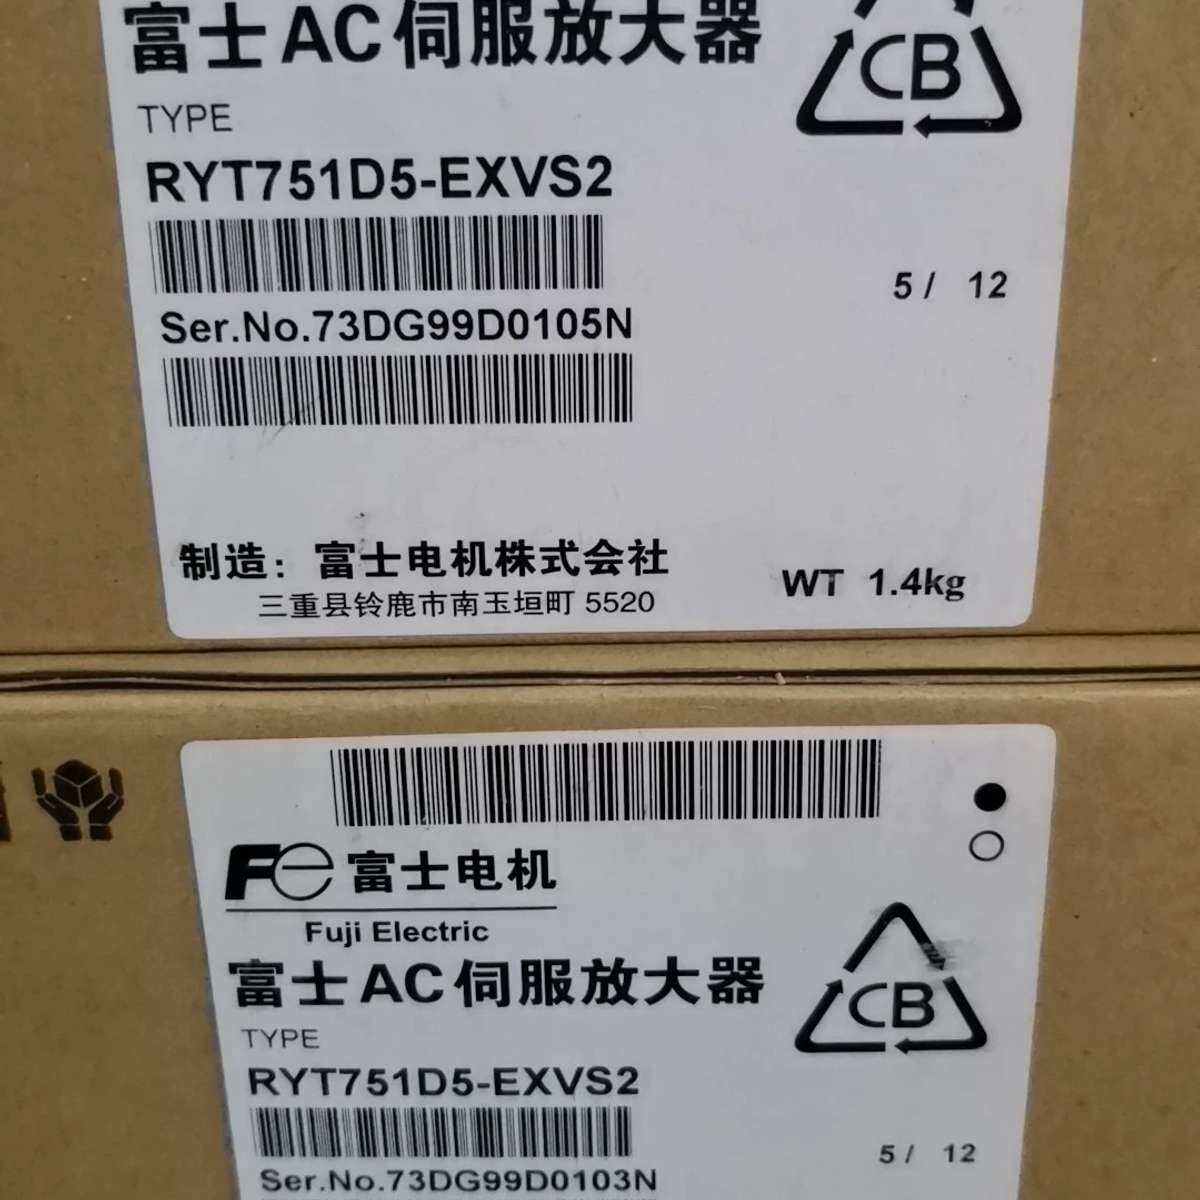 富士AC伺服放大器
CB
TYPE
RYT751D5-EXVS2
5 / 12
Ser.No.73DG99D0105N
制造：富士电机株式会社
三重县铃鹿市南玉垣町 5520
WT 1.4kg
Fe 富士电机
Fuji Electric
富士AC伺服放大器
CB
TYPE
RYT751D5-EXVS2
5 / 12
Ser.No.73DG99D0103N